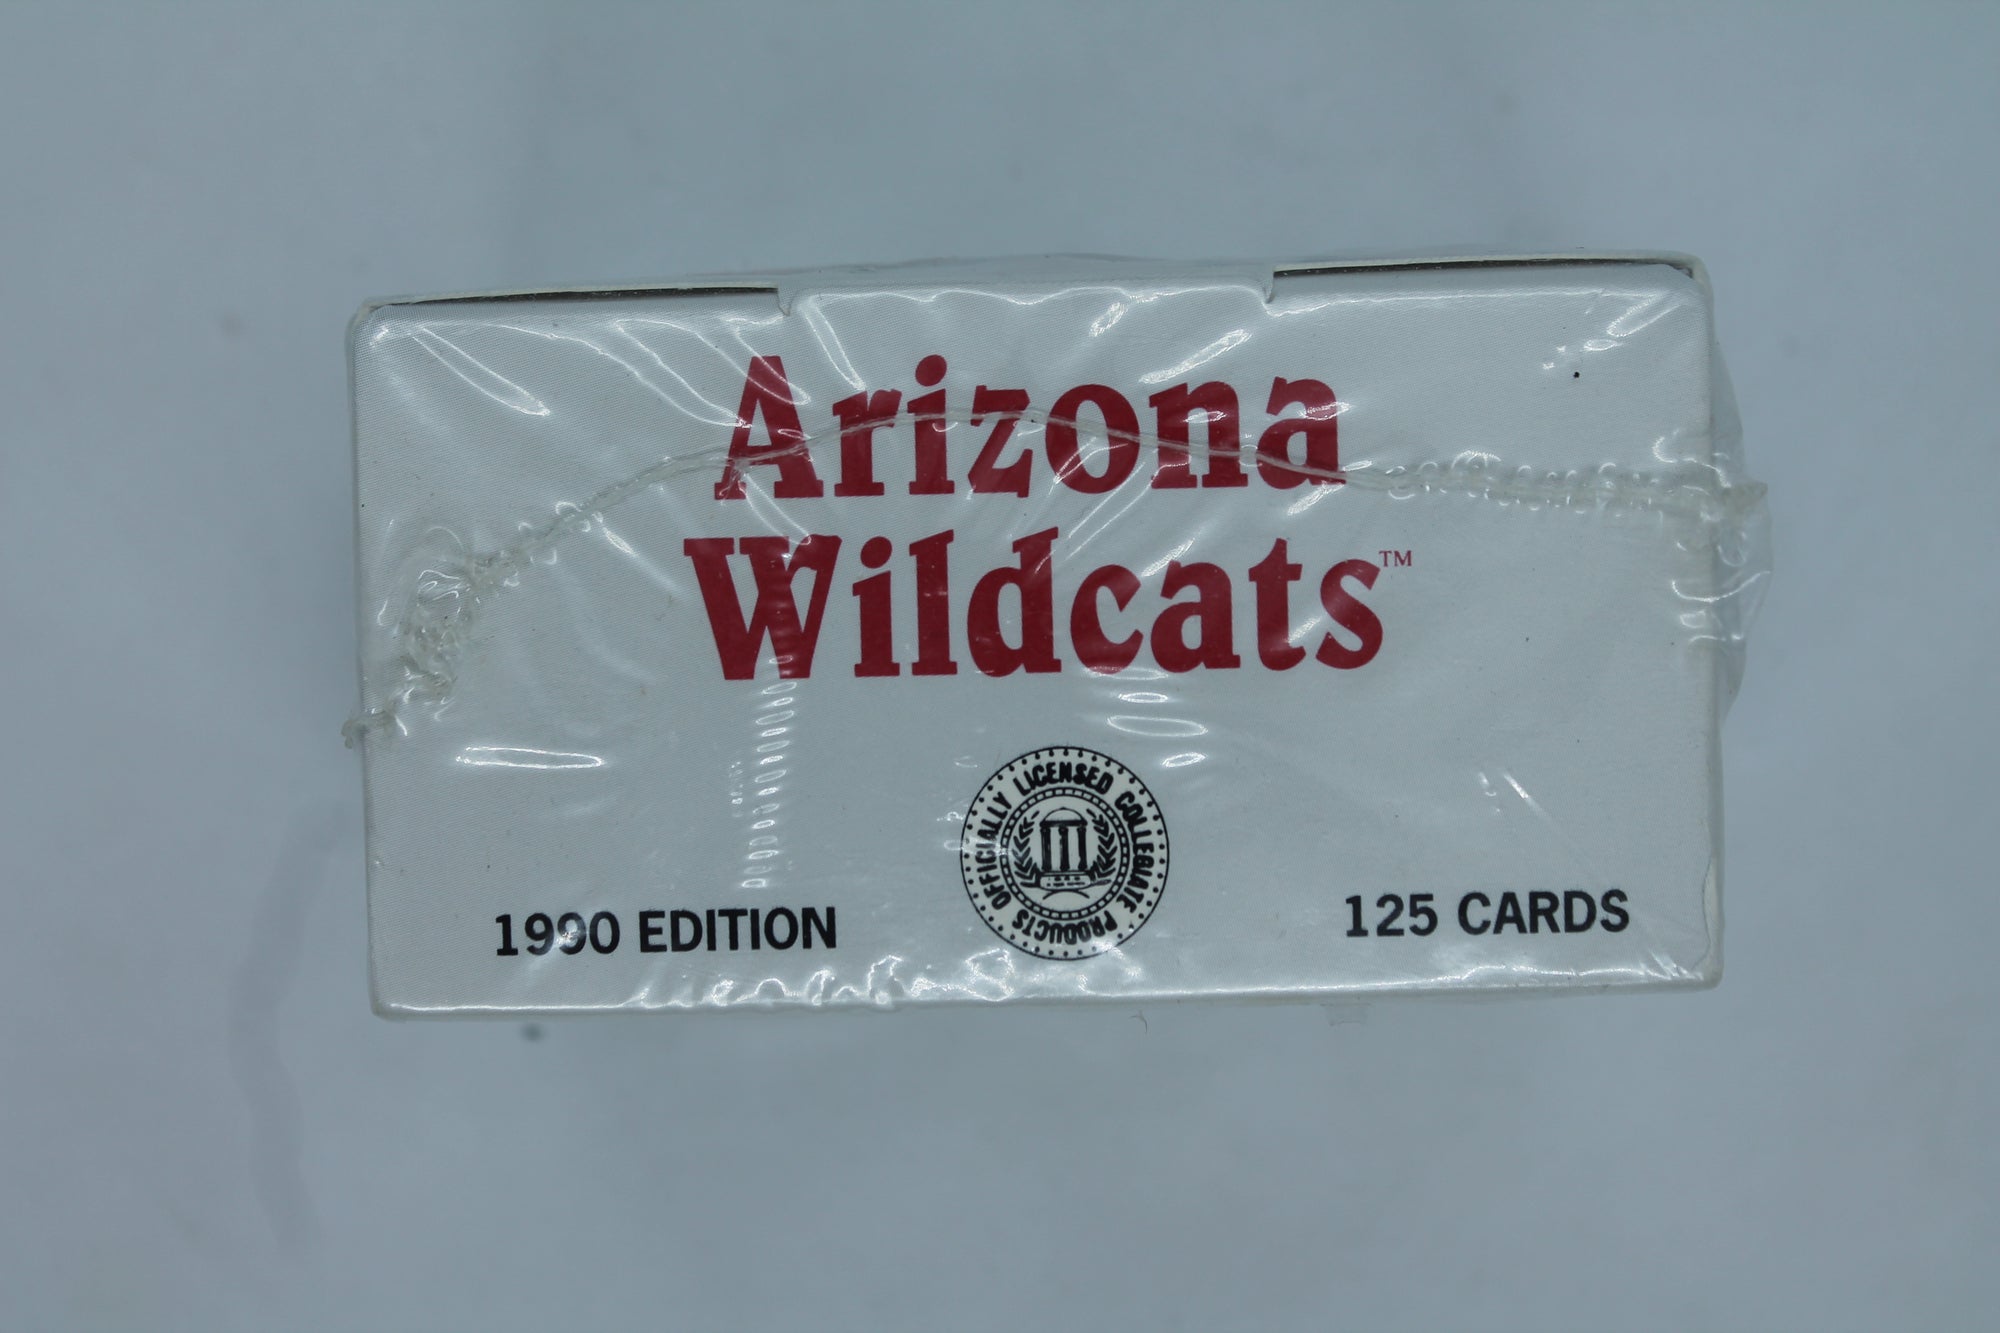 Arizona
Wildcats™
OFFICIALLY LICENSED COLLEGIATE PRODUCTS
1990 EDITION
125 CARDS